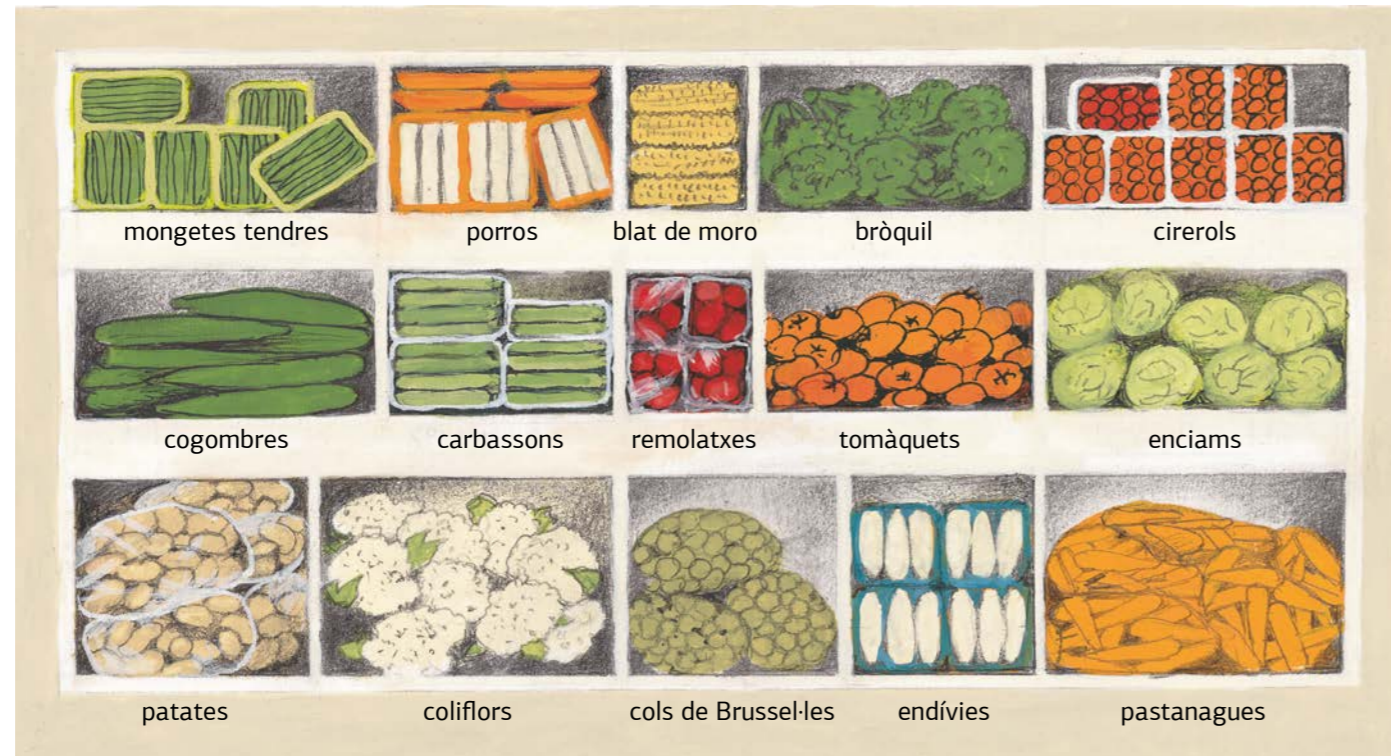 mongetes tendres
porros
blat de moro
bròquil
cirerols
cogombres
carbassons
remolatxes
tomàquets
enciams
patates
coliflors
cols de Brussel·les
endívies
pastanagues